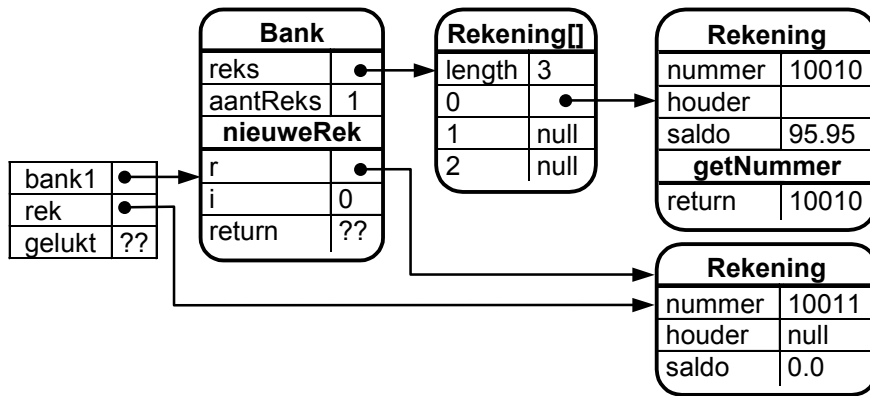 bank1
rek
gelukt ??
Bank
reks
aantReks 1
nieuweRek
r
i 0
return ??
Rekening[]
length 3
0
1 null
2 null
Rekening
nummer 10010
houder
saldo 95.95
getNummer
return 10010
Rekening
nummer 10011
houder null
saldo 0.0